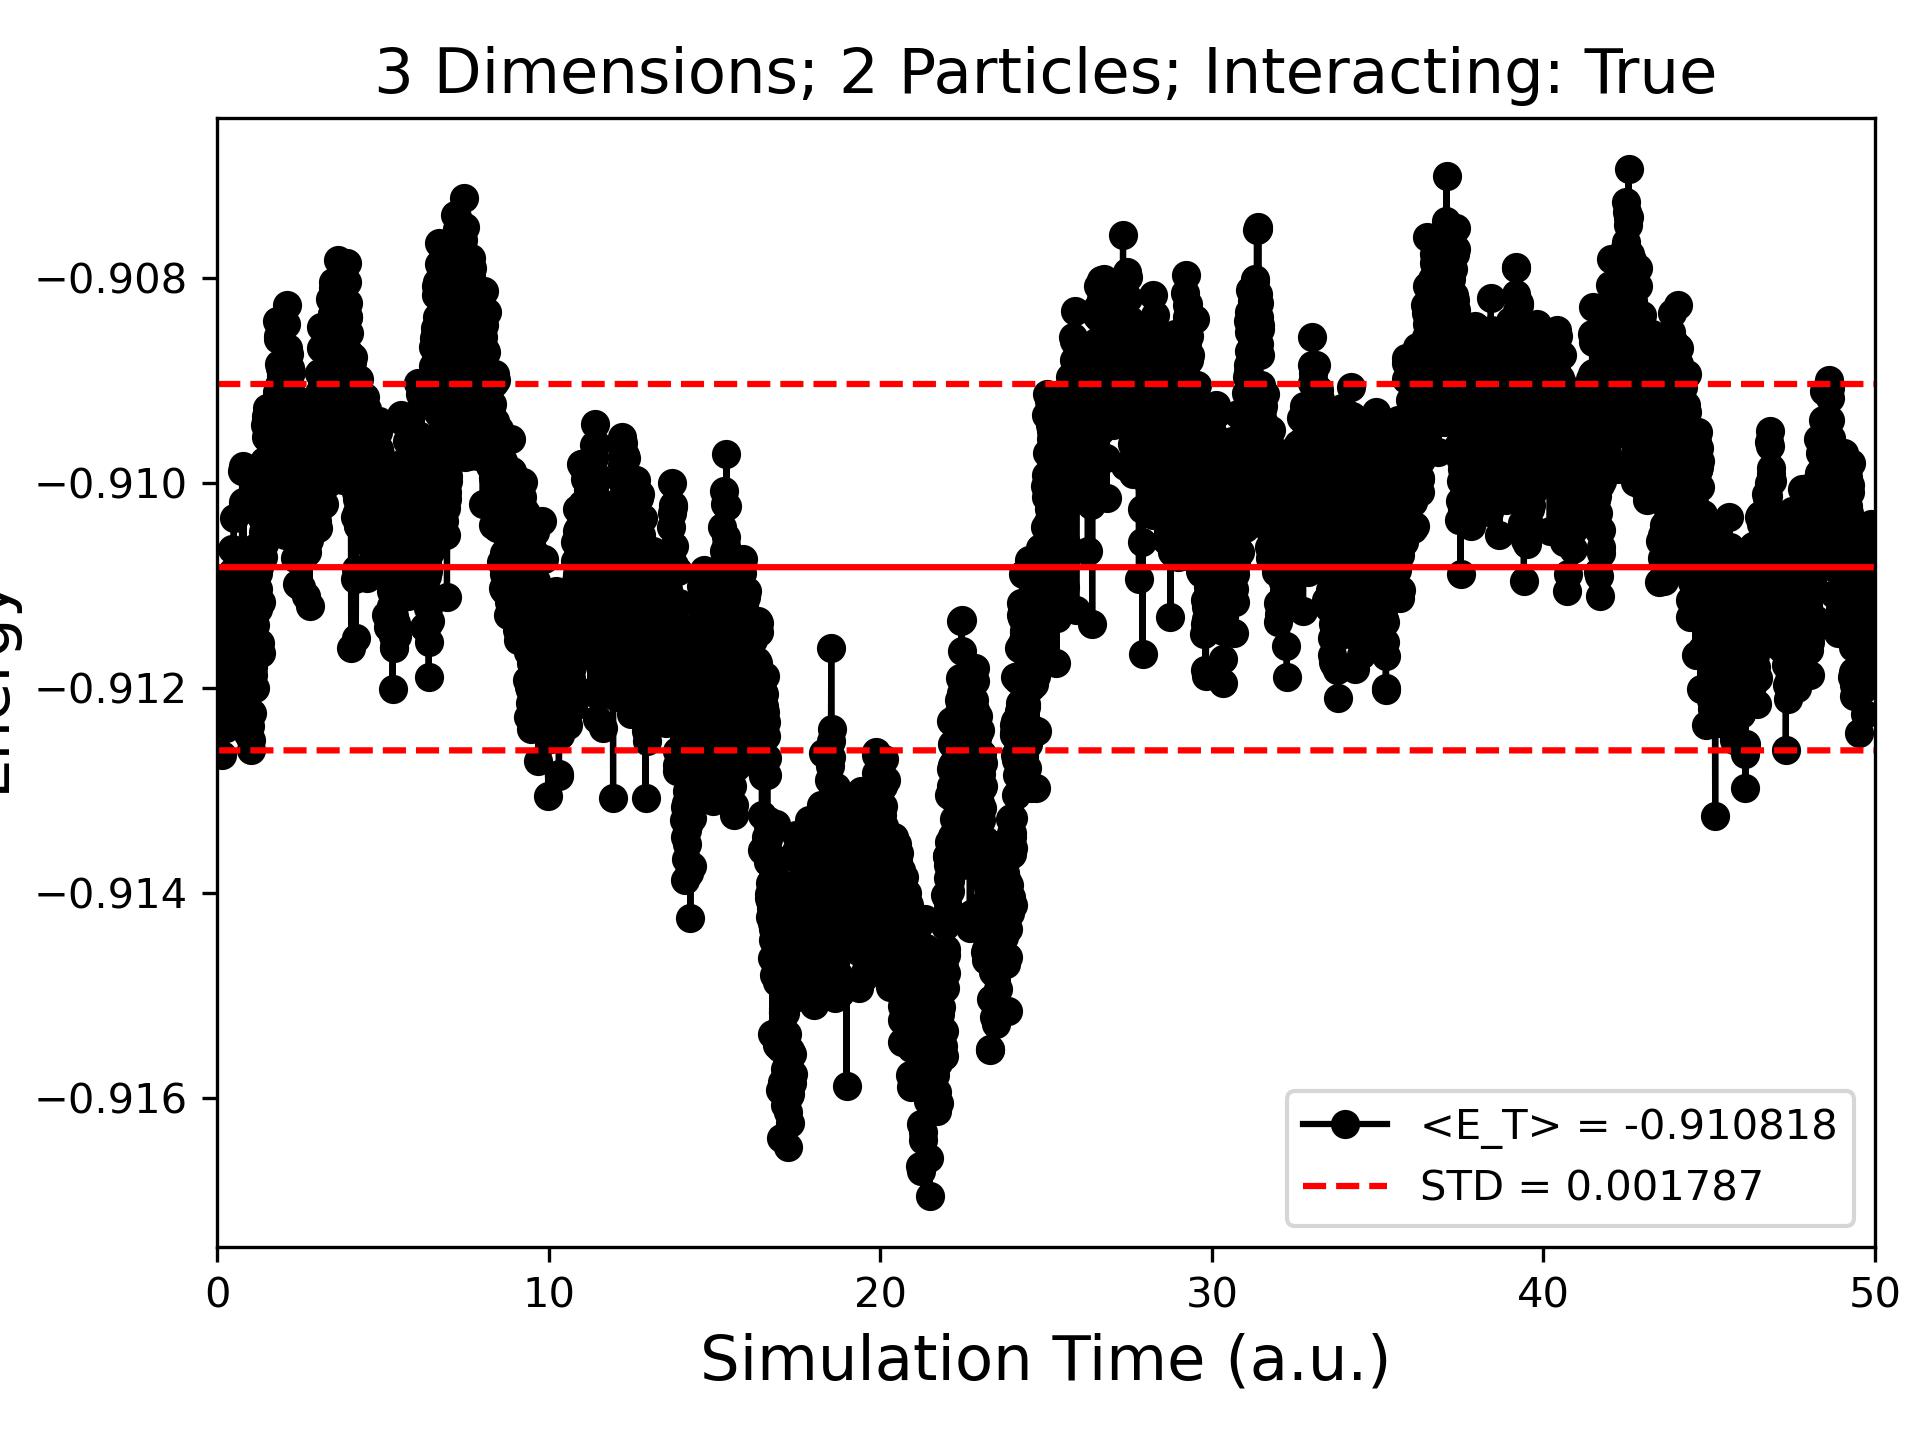 3 Dimensions; 2 Particles; Interacting: True
−0.908
−0.910
−0.912
−0.914
−0.916
<E_T> = -0.910818
STD = 0.001787
0 10 20 30 40 50
Simulation Time (a.u.)